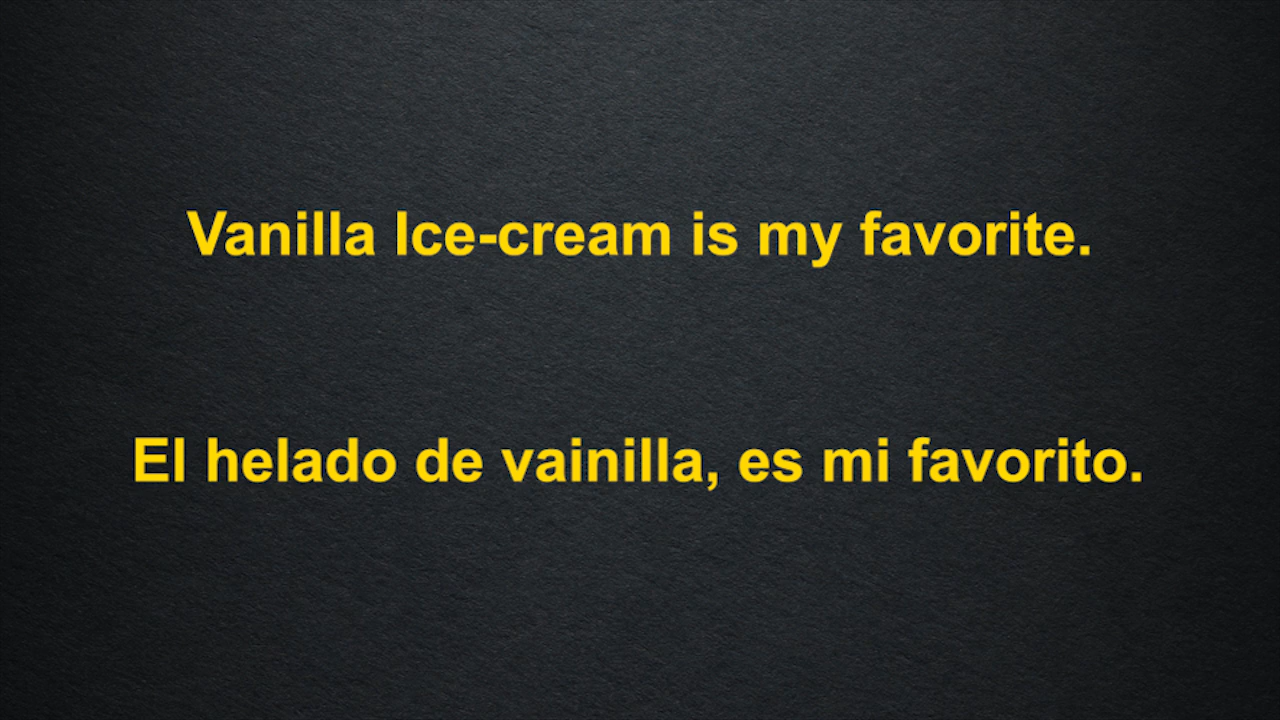 Vanilla Ice-cream is my favorite.
El helado de vainilla, es mi favorito.